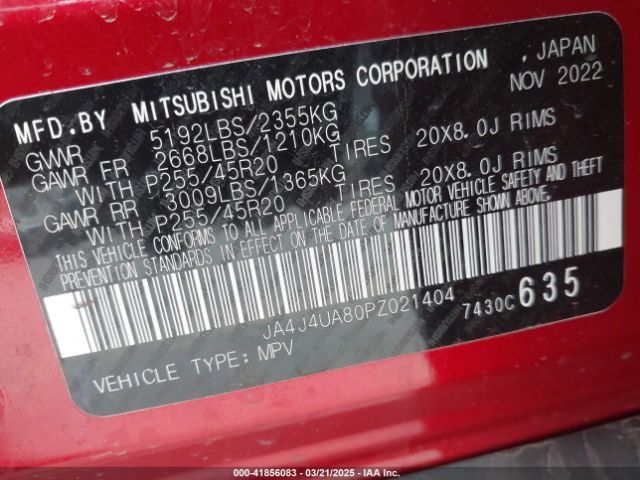 MFD. BY MITSUBISHI MOTORS CORPORATION , JAPAN
NOV 2022
GVWR 5192LBS/2355KG
GAWR FR 2668LBS/1210KG
WITH P255/45R20 TIRES 20X8.0J RIMS
GAWR RR 3009LBS/1365KG
WITH P255/45R20 TIRES 20X8.0J RIMS
THIS VEHICLE CONFORMS TO ALL APPLICABLE FEDERAL MOTOR VEHICLE SAFETY AND THEFT
PREVENTION STANDARDS IN EFFECT ON THE DATE OF MANUFACTURE SHOWN ABOVE.
JA4J4UA80PZ021404
7430C 635
VEHICLE TYPE: MPV
000-41856083 - 03/21/2025 - IAA Inc.